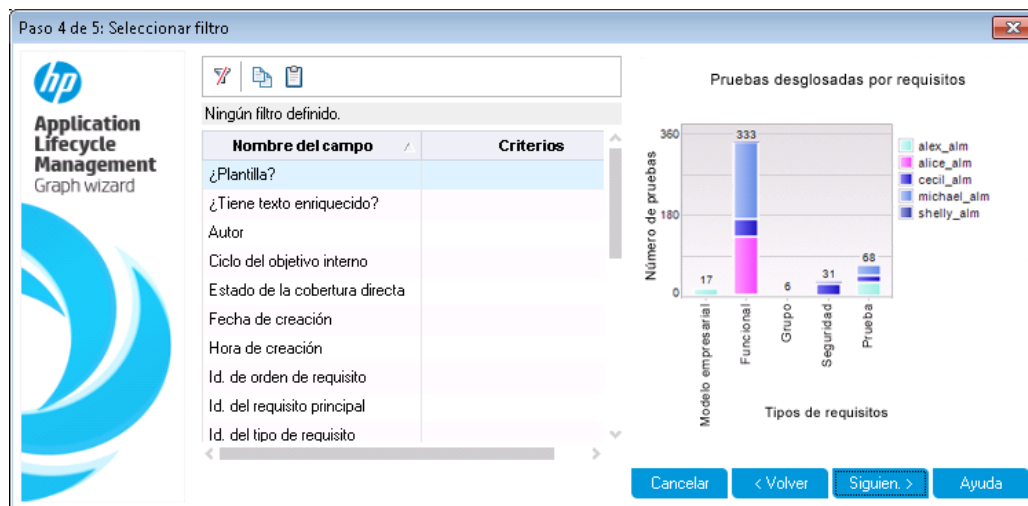 Paso 4 de 5: Seleccionar filtro
hp
Application
Lifecycle
Management
Graph wizard
Ningún filtro definido.
Nombre del campo
Criterios
¿Plantilla?
¿Tiene texto enriquecido?
Autor
Ciclo del objetivo interno
Estado de la cobertura directa
Fecha de creación
Hora de creación
Id. de orden de requisito
Id. del requisito principal
Id. del tipo de requisito
Pruebas desglosadas por requisitos
Número de pruebas
360
180
0
17
333
6
31
68
Modelo empresarial
Funcional
Grupo
Seguridad
Prueba
Tipos de requisitos
alex_alm
alice_alm
cecil_alm
michael_alm
shelly_alm
Cancelar
< Volver
Siguien. >
Ayuda